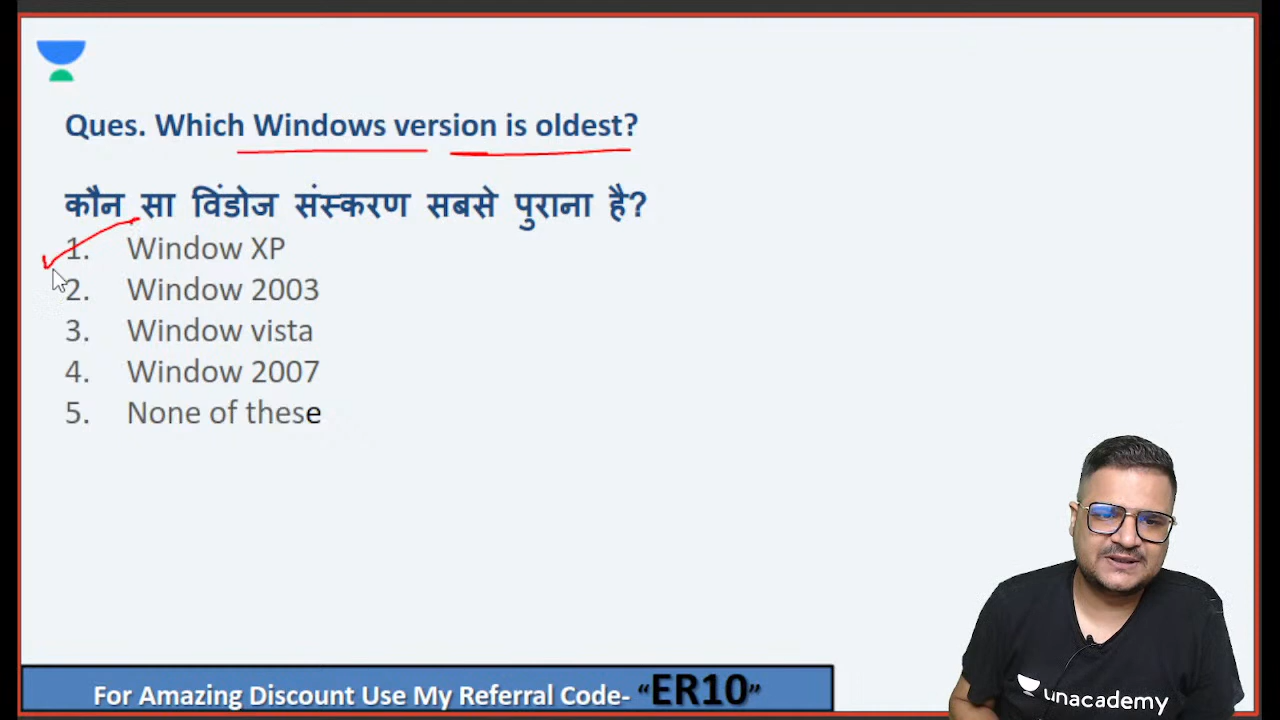 Ques. Which Windows version is oldest?
कौन सा विंडोज संस्करण सबसे पुराना है?
1. Window XP
2. Window 2003
3. Window vista
4. Window 2007
5. None of these
For Amazing Discount Use My Referral Code- “ER10”
unacademy